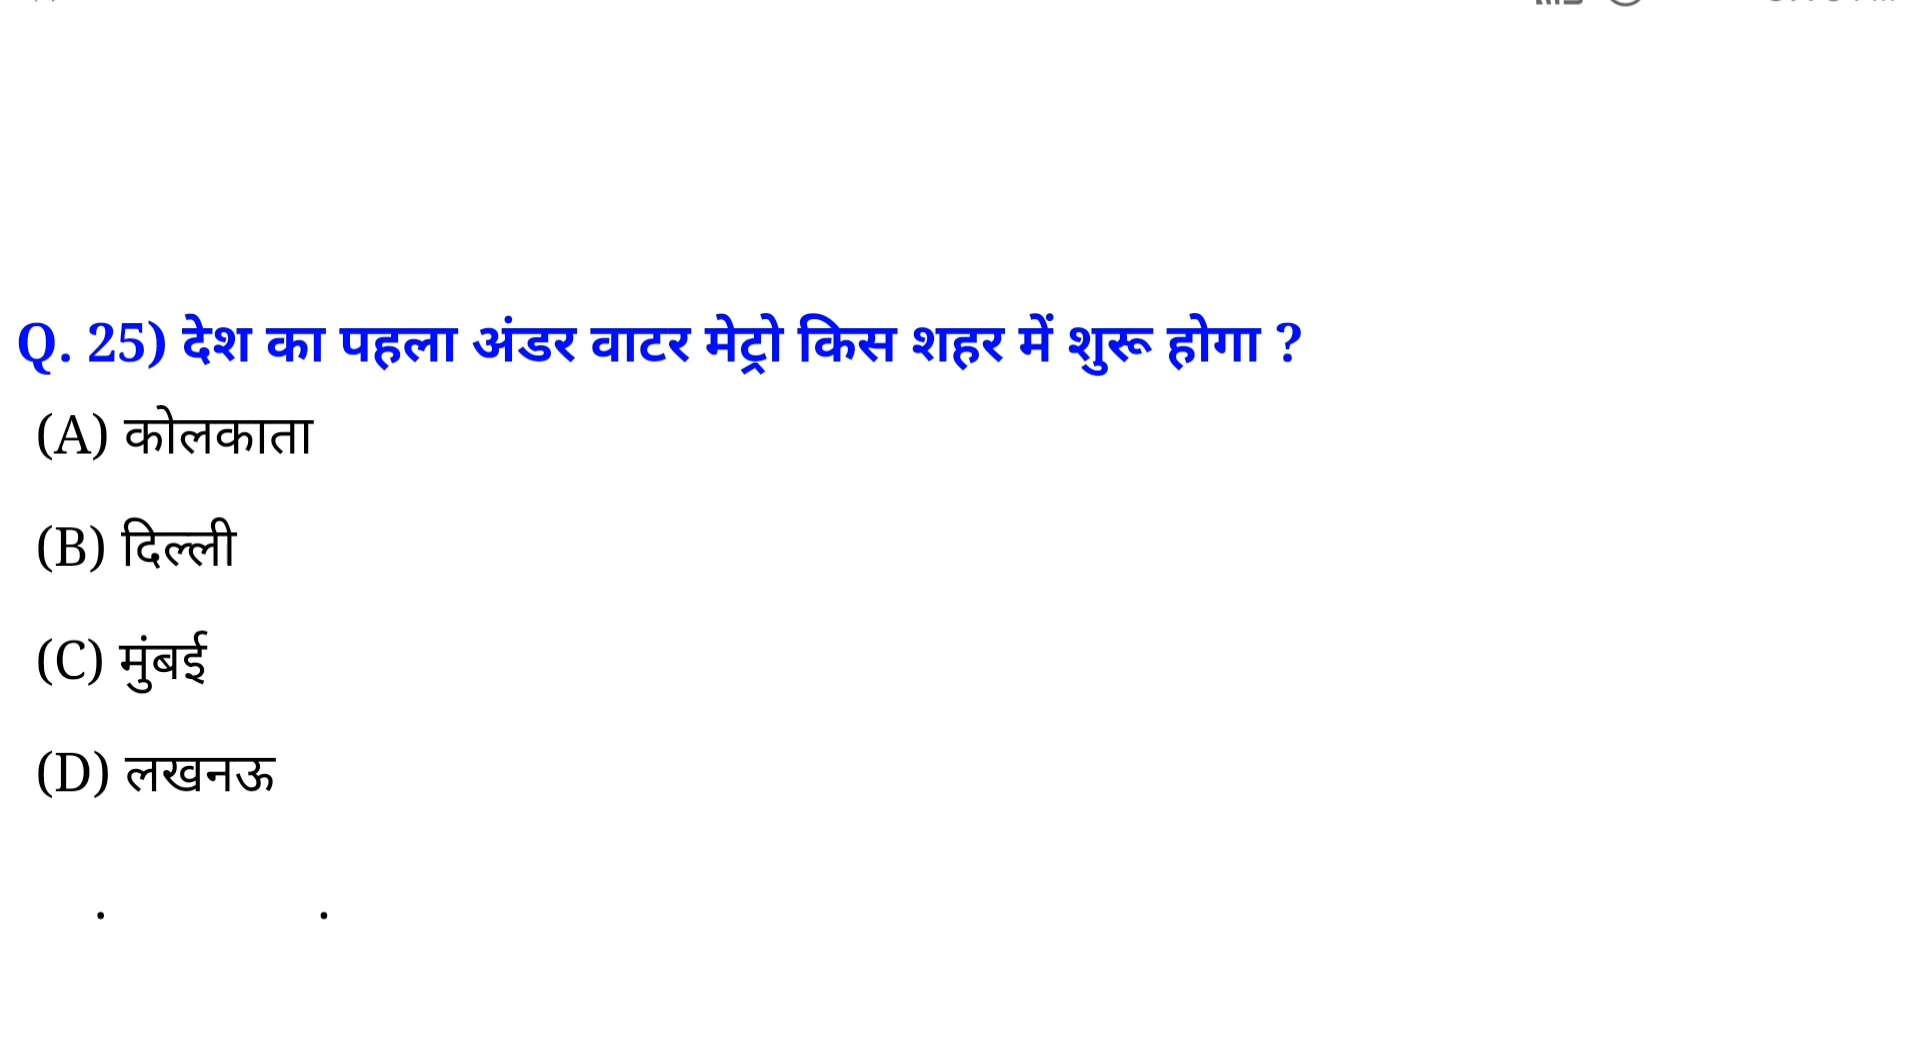 Q. 25) देश का पहला अंडर वाटर मेट्रो किस शहर में शुरू होगा ?
(A) कोलकाता
(B) दिल्ली
(C) मुंबई
(D) लखनऊ
. .